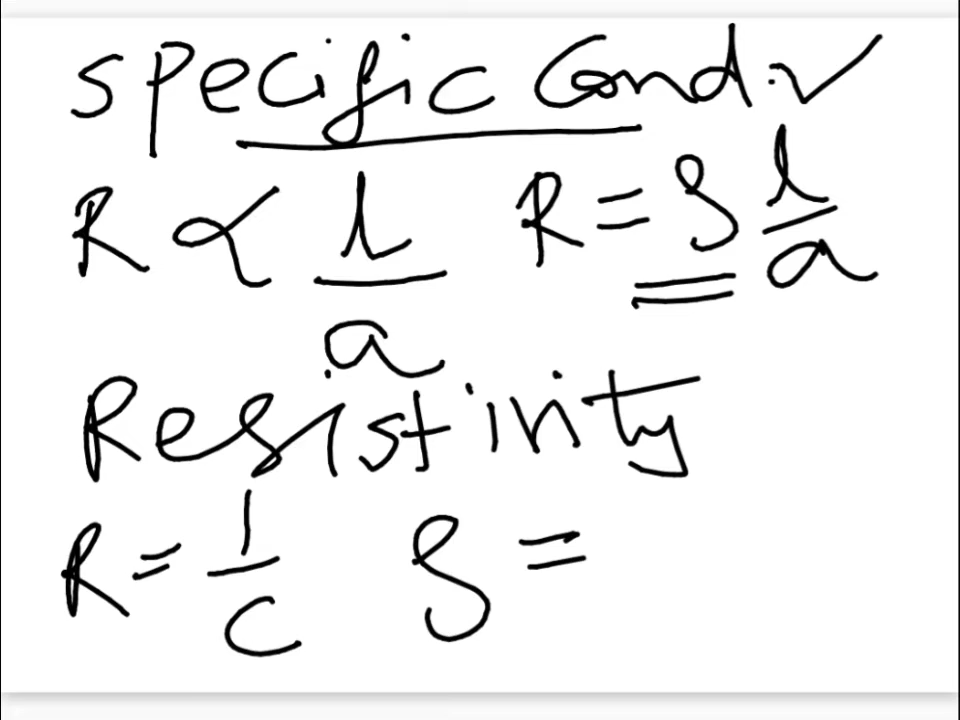 specific Cond.v
R ∝ l/a R = ρ l/a
Resistivity
R = 1/C ρ =